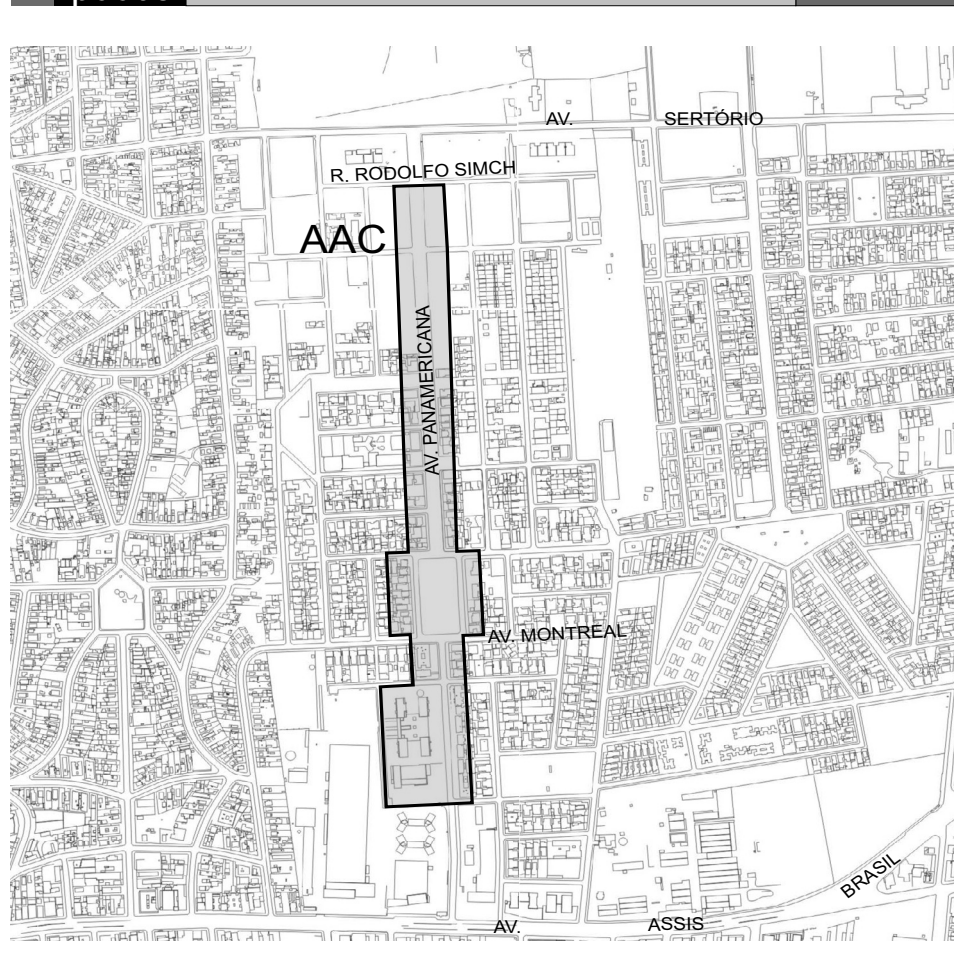 AV. SERTÓRIO
R. RODOLFO SIMCH
AAC
AV. PANAMERICANA
AV. MONTREAL
BRASIL
AV. ASSIS